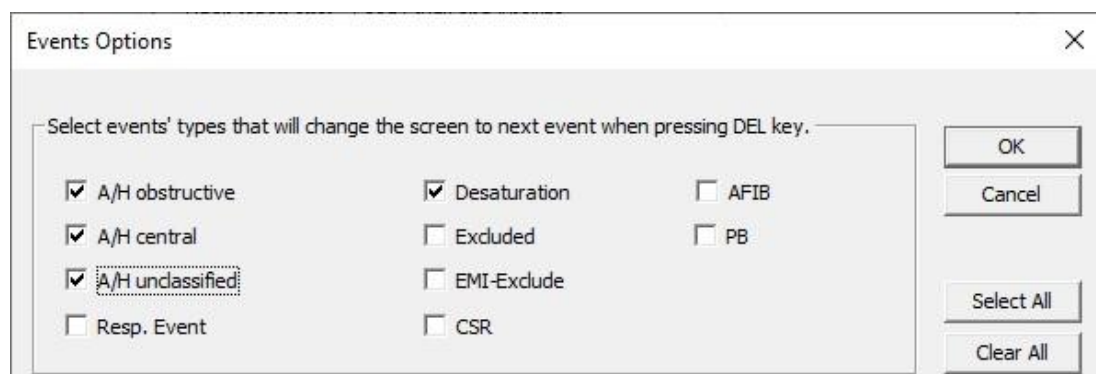 Events Options
Select events' types that will change the screen to next event when pressing DEL key.
A/H obstructive
Desaturation
AFIB
A/H central
Excluded
PB
A/H unclassified
EMI-Exclude
Resp. Event
CSR
OK
Cancel
Select All
Clear All